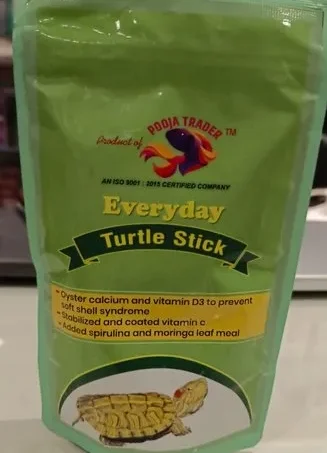 Product of POOJA TRADER TM
AN ISO 9001 : 2015 CERTIFIED COMPANY
Everyday
Turtle Stick
- Oyster calcium and vitamin D3 to prevent
soft shell syndrome
- Stabilized and coated vitamin c
- Added spirulina and moringa leaf meal